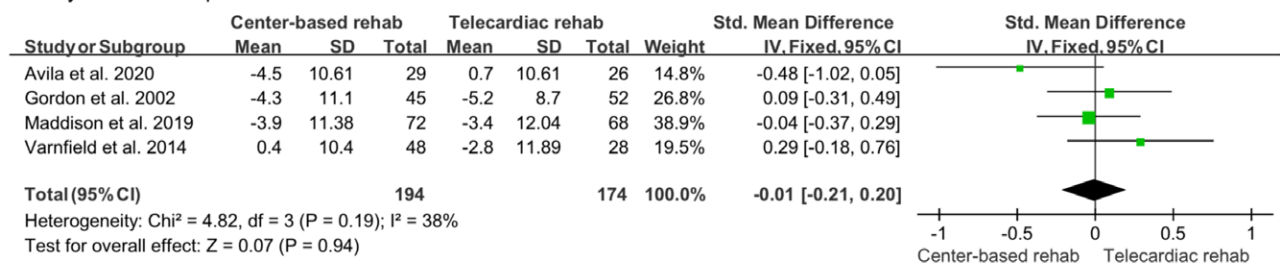 Center-based rehab Telecardiac rehab Std. Mean Difference Std. Mean Difference
Study or Subgroup Mean SD Total Mean SD Total Weight IV, Fixed, 95% CI IV, Fixed, 95% CI
Avila et al. 2020 -4.5 10.61 29 0.7 10.61 26 14.8% -0.48 [-1.02, 0.05]
Gordon et al. 2002 -4.3 11.1 45 -5.2 8.7 52 26.8% 0.09 [-0.31, 0.49]
Maddison et al. 2019 -3.9 11.38 72 -3.4 12.04 68 38.9% -0.04 [-0.37, 0.29]
Varnfield et al. 2014 0.4 10.4 48 -2.8 11.89 28 19.5% 0.29 [-0.18, 0.76]
Total (95% CI) 194 174 100.0% -0.01 [-0.21, 0.20]
Heterogeneity: Chi² = 4.82, df = 3 (P = 0.19); I² = 38%
Test for overall effect: Z = 0.07 (P = 0.94)
-1 -0.5 0 0.5 1
Center-based rehab Telecardiac rehab